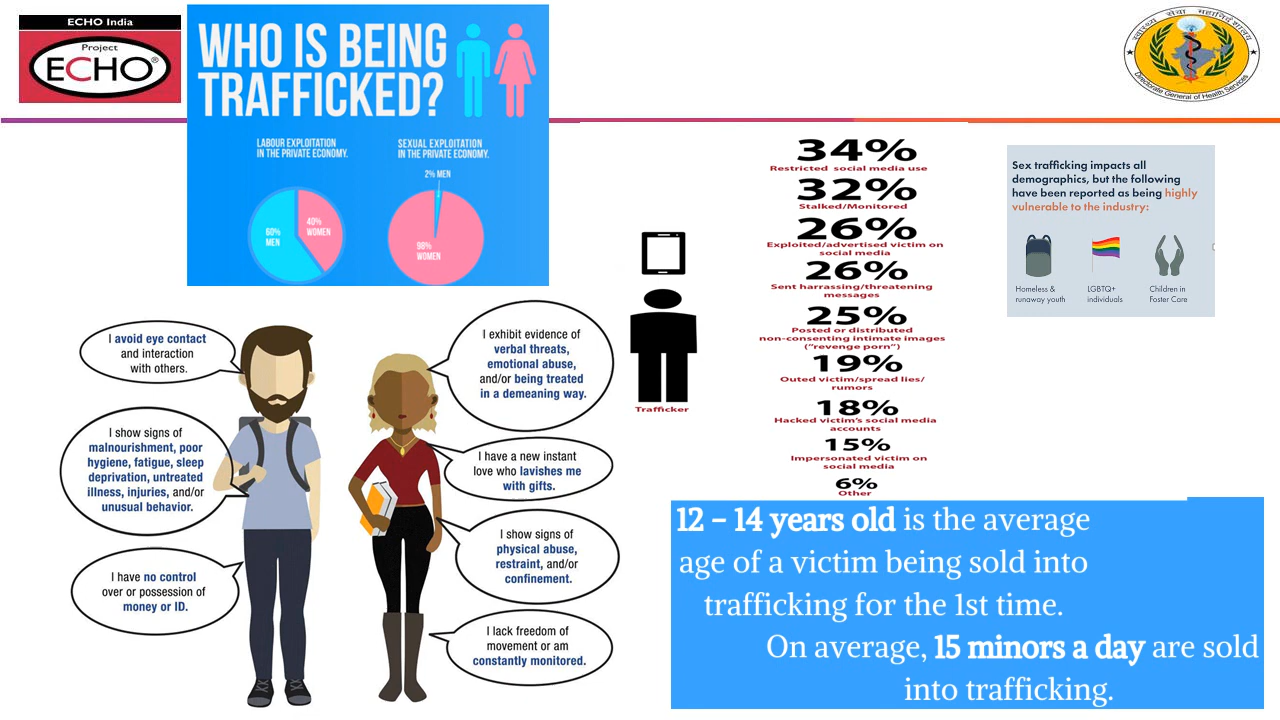 ECHO India
Project
ECHO®
WHO IS BEING
TRAFFICKED?
LABOUR EXPLOITATION
IN THE PRIVATE ECONOMY.
SEXUAL EXPLOITATION
IN THE PRIVATE ECONOMY.
2% MEN
60%
MEN
40%
WOMEN
98%
WOMEN
स्वास्थ्य सेवा महानिदेशालय
Directorate General of Health Services
34%
Restricted social media use
32%
Stalked/Monitored
26%
Exploited/advertised victim on
social media
26%
Sent harrassing/threatening
messages
25%
Posted or distributed
non-consenting intimate images
("revenge porn")
19%
Outed victim/spread lies/
rumors
18%
Hacked victim's social media
accounts
15%
Impersonated victim on
social media
6%
Other
Trafficker
Sex trafficking impacts all
demographics, but the following
have been reported as being highly
vulnerable to the industry:
Homeless &
runaway youth
LGBTQ+
individuals
Children in
Foster Care
I avoid eye contact
and interaction
with others.
I show signs of
malnourishment, poor
hygiene, fatigue, sleep
deprivation, untreated
illness, injuries, and/or
unusual behavior.
I have no control
over or possession of
money or ID.
I exhibit evidence of
verbal threats,
emotional abuse,
and/or being treated
in a demeaning way.
I have a new instant
love who lavishes me
with gifts.
I show signs of
physical abuse,
restraint, and/or
confinement.
I lack freedom of
movement or am
constantly monitored.
12 – 14 years old is the average
age of a victim being sold into
trafficking for the 1st time.
On average, 15 minors a day are sold
into trafficking.